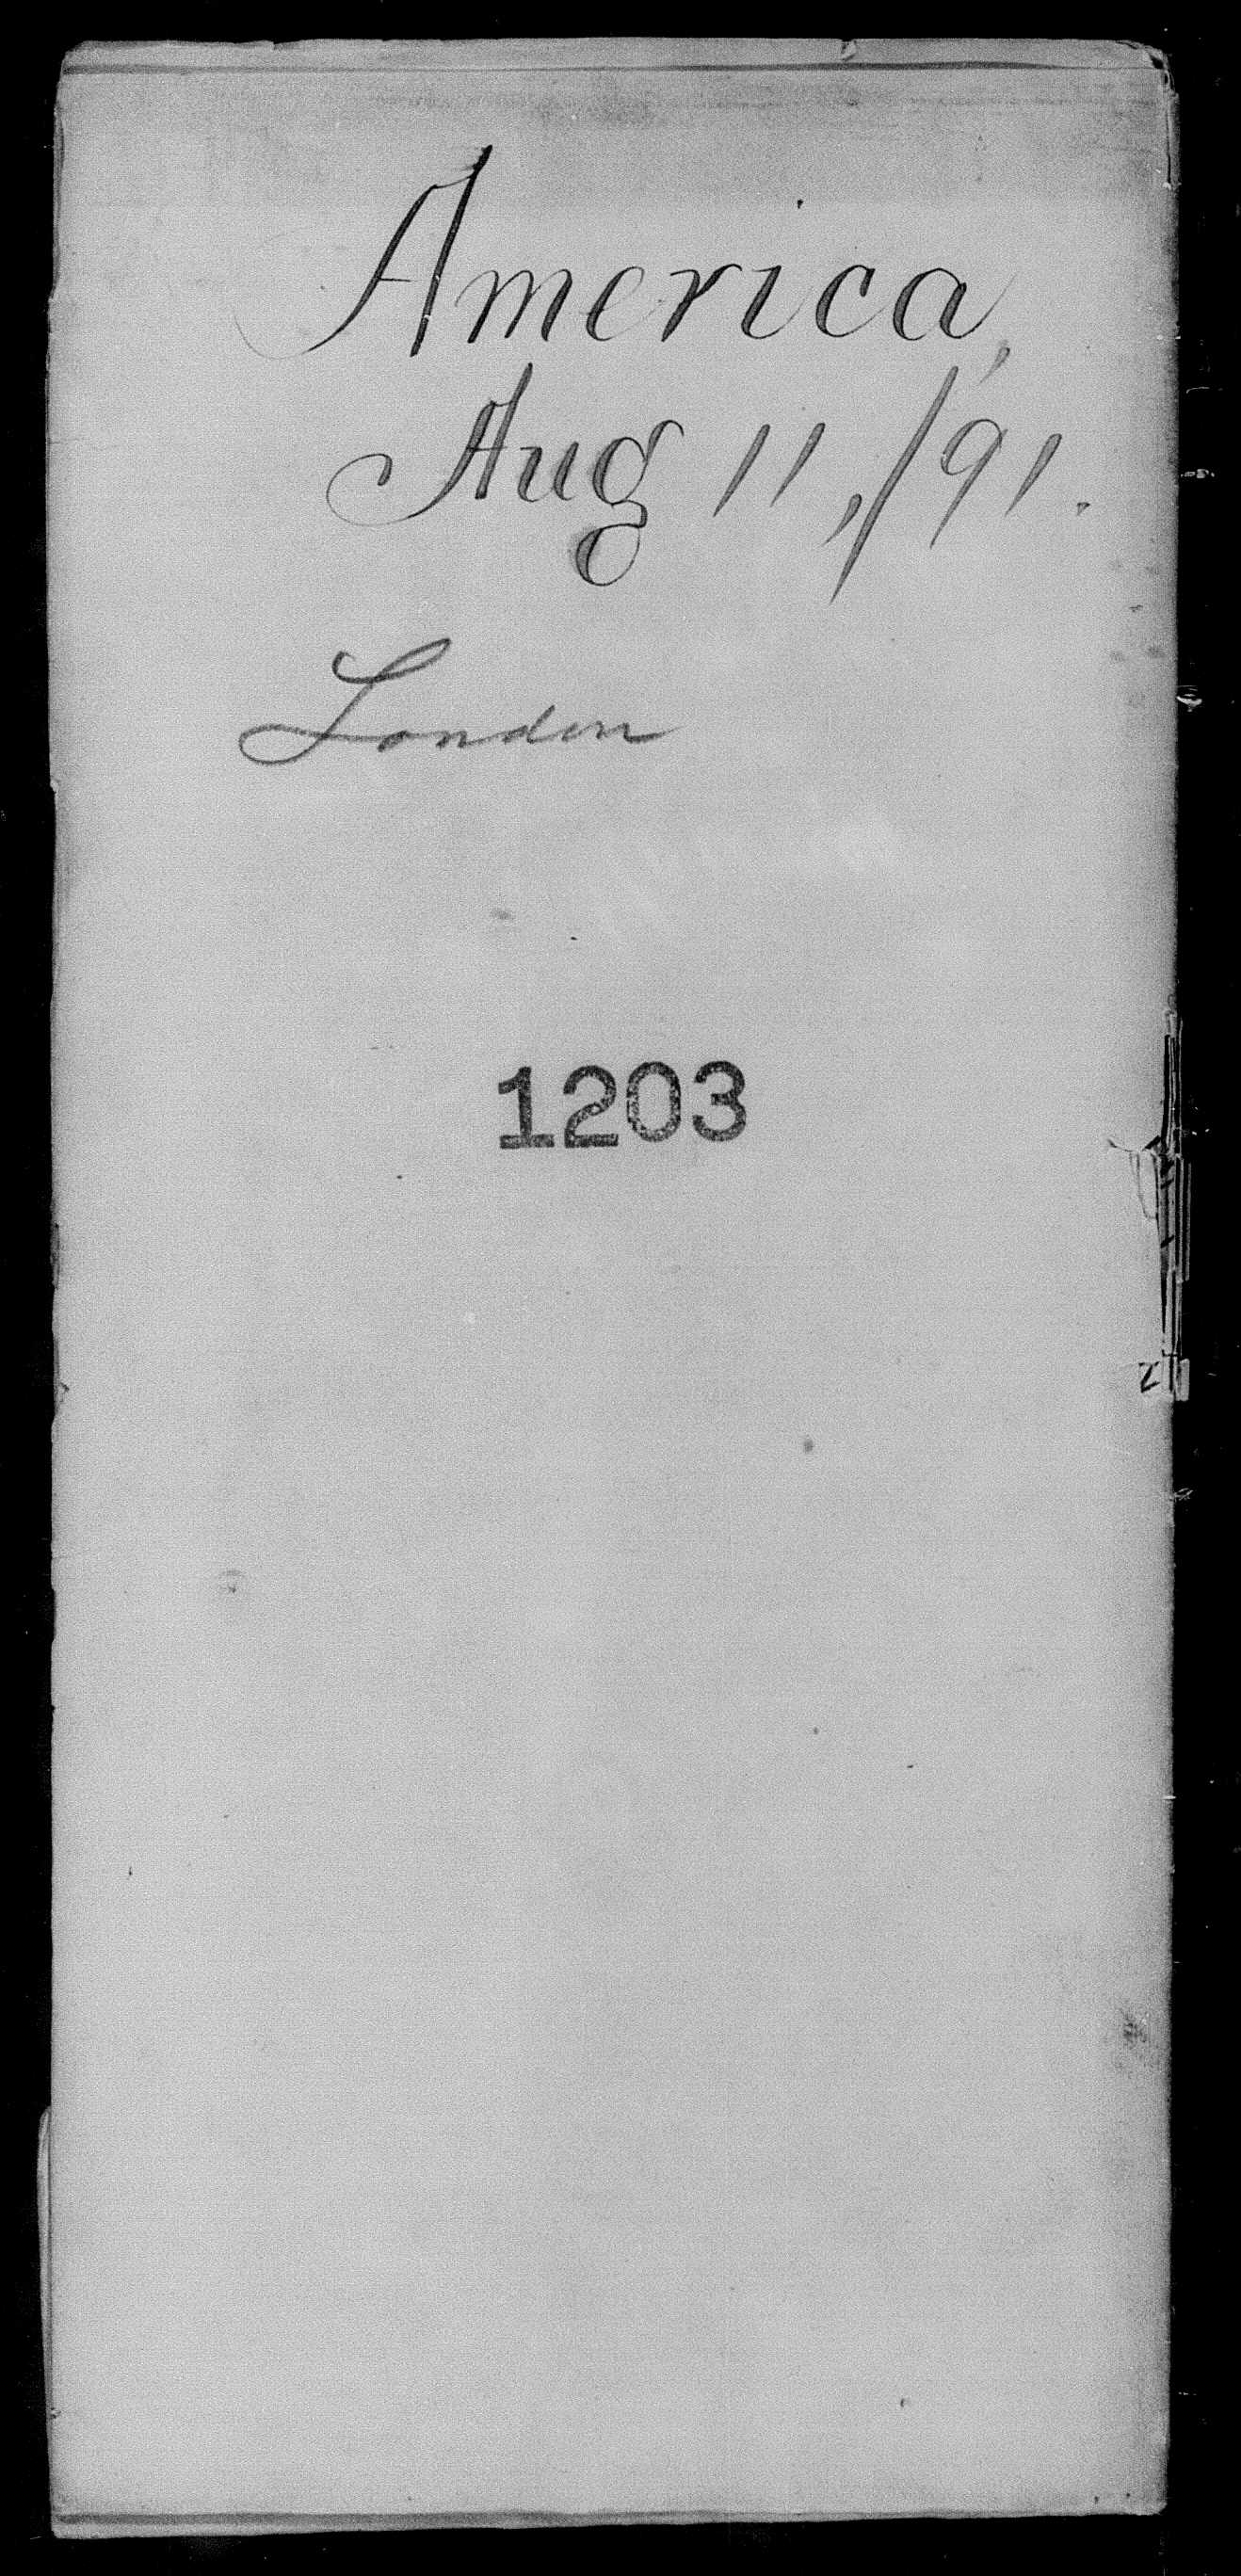 America,
Aug 11, /91.
London
1203